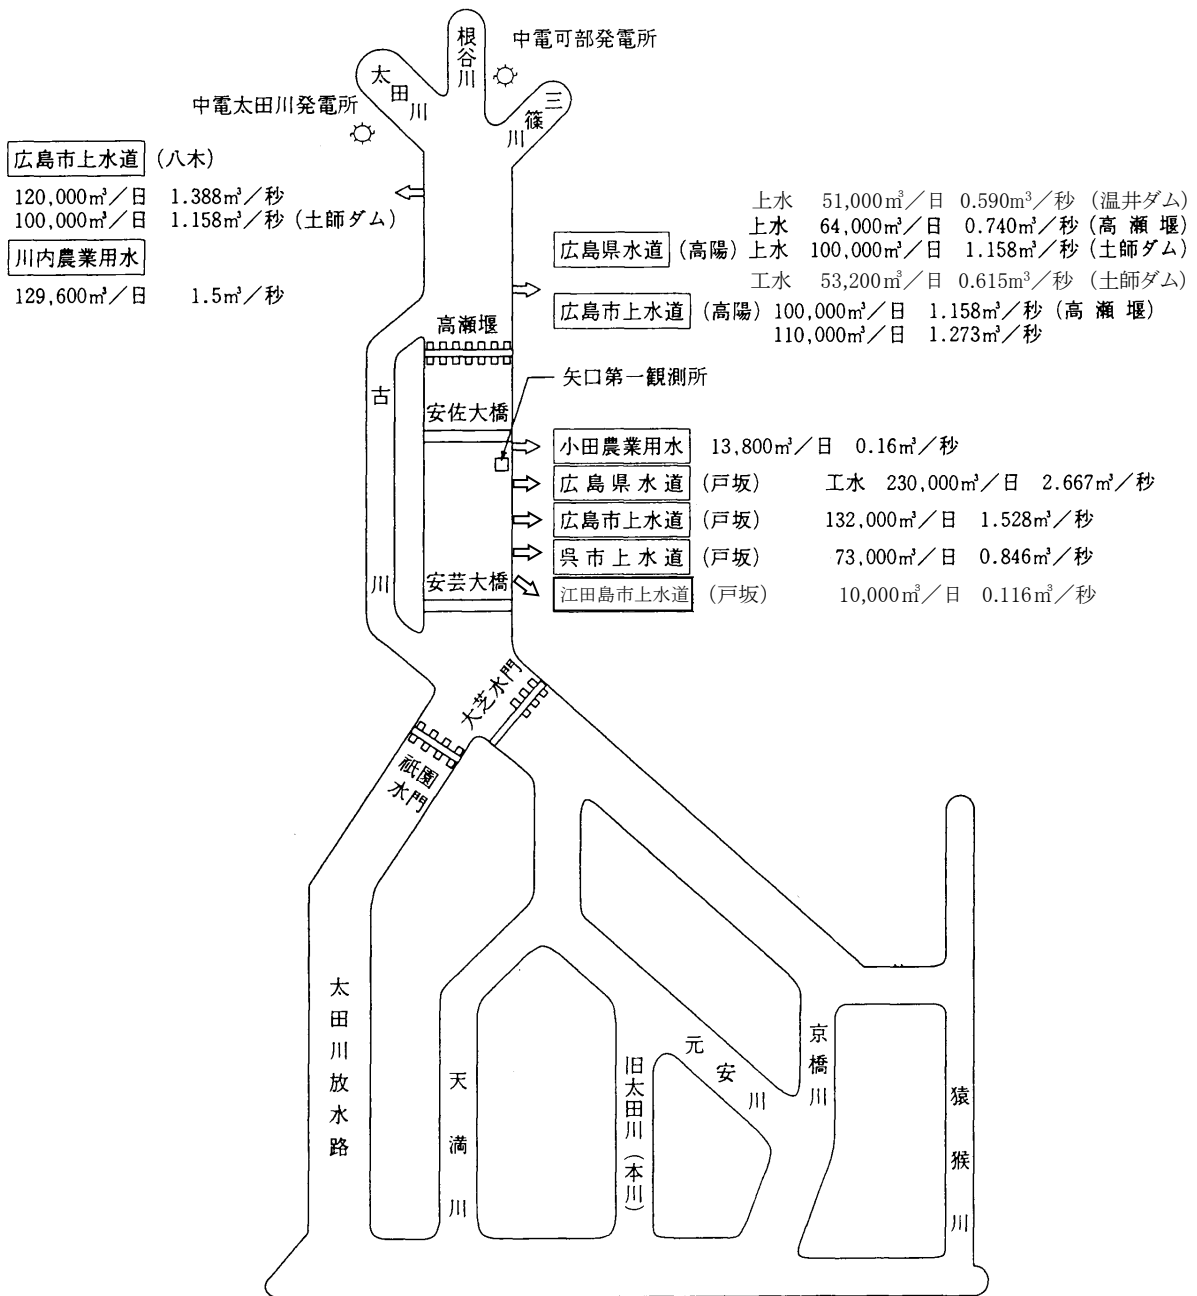 根谷川
中電可部発電所
太田川
三篠川
中電太田川発電所
広島市上水道 (八木)
120,000m³/日 1.388m³/秒
100,000m³/日 1.158m³/秒 (土師ダム)
川内農業用水
129,600m³/日 1.5m³/秒
上水 51,000m³/日 0.590m³/秒 (温井ダム)
上水 64,000m³/日 0.740m³/秒 (高瀬堰)
広島県水道 (高陽) 上水 100,000m³/日 1.158m³/秒 (土師ダム)
工水 53,200m³/日 0.615m³/秒 (土師ダム)
広島市上水道 (高陽) 100,000m³/日 1.158m³/秒 (高瀬堰)
110,000m³/日 1.273m³/秒
高瀬堰
矢口第一観測所
古川
安佐大橋
小田農業用水 13,800m³/日 0.16m³/秒
広島県水道 (戸坂) 工水 230,000m³/日 2.667m³/秒
広島市上水道 (戸坂) 132,000m³/日 1.528m³/秒
呉市上水道 (戸坂) 73,000m³/日 0.846m³/秒
安芸大橋
江田島市上水道 (戸坂) 10,000m³/日 0.116m³/秒
大芝水門
祇園
水門
太田川放水路
天満川
旧太田川(本川)
元安川
京橋川
猿猴川